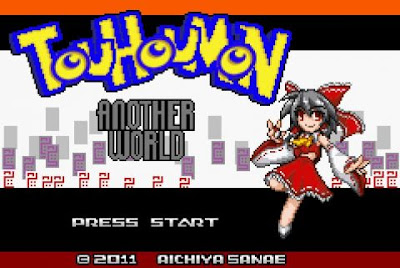 TOUHOUMON
ANOTHER
WORLD
PRESS START
© 2011 AICHIYA SANAE